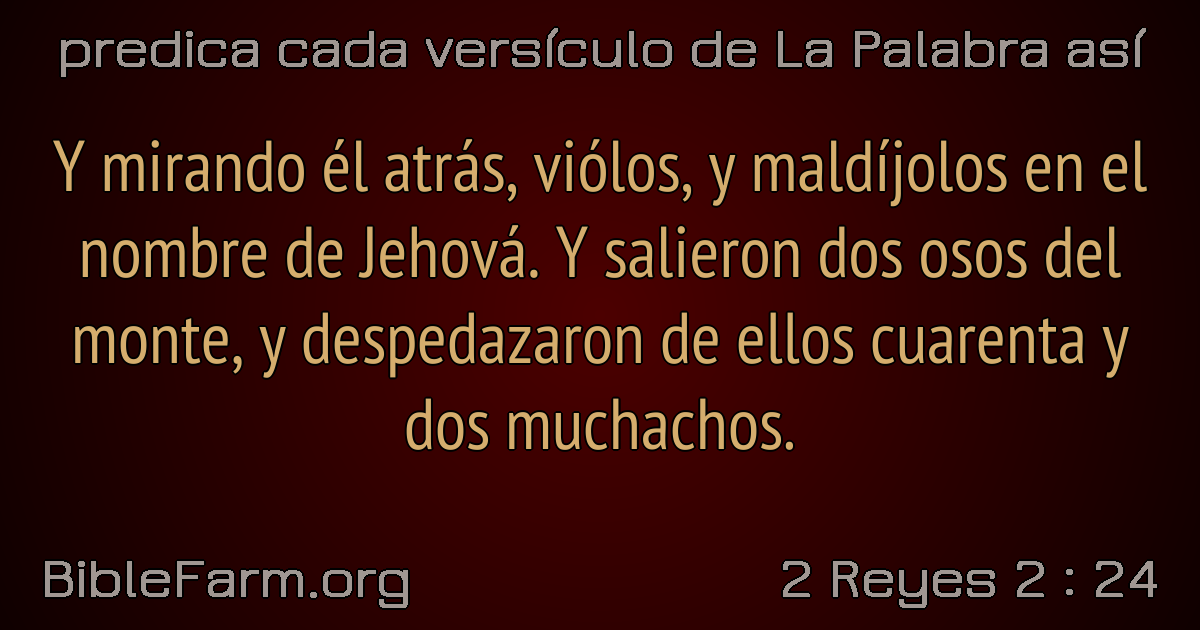 predica cada versículo de La Palabra así
Y mirando él atrás, viólos, y maldíjolos en el
nombre de Jehová. Y salieron dos osos del
monte, y despedazaron de ellos cuarenta y
dos muchachos.
BibleFarm.org
2 Reyes 2 : 24